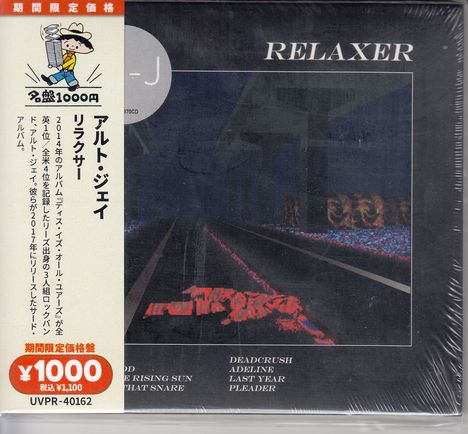 期間限定価格
名盤1000円
アルト・ジェイ
リラクサー
2014年のアルバム『ディス・イズ・オール・ユアーズ』が全
英1位/全米4位を記録したリーズ出身の3人組ロックバン
ド、アルト・ジェイ。彼らが2017年にリリースしたサード・
アルバム。
期間限定価格盤
¥1000
税込¥1,100
UVPR-40162
RELAXER
-J
70CD
OD
E RISING SUN
THAT SNARE
DEADCRUSH
ADELINE
LAST YEAR
PLEADER